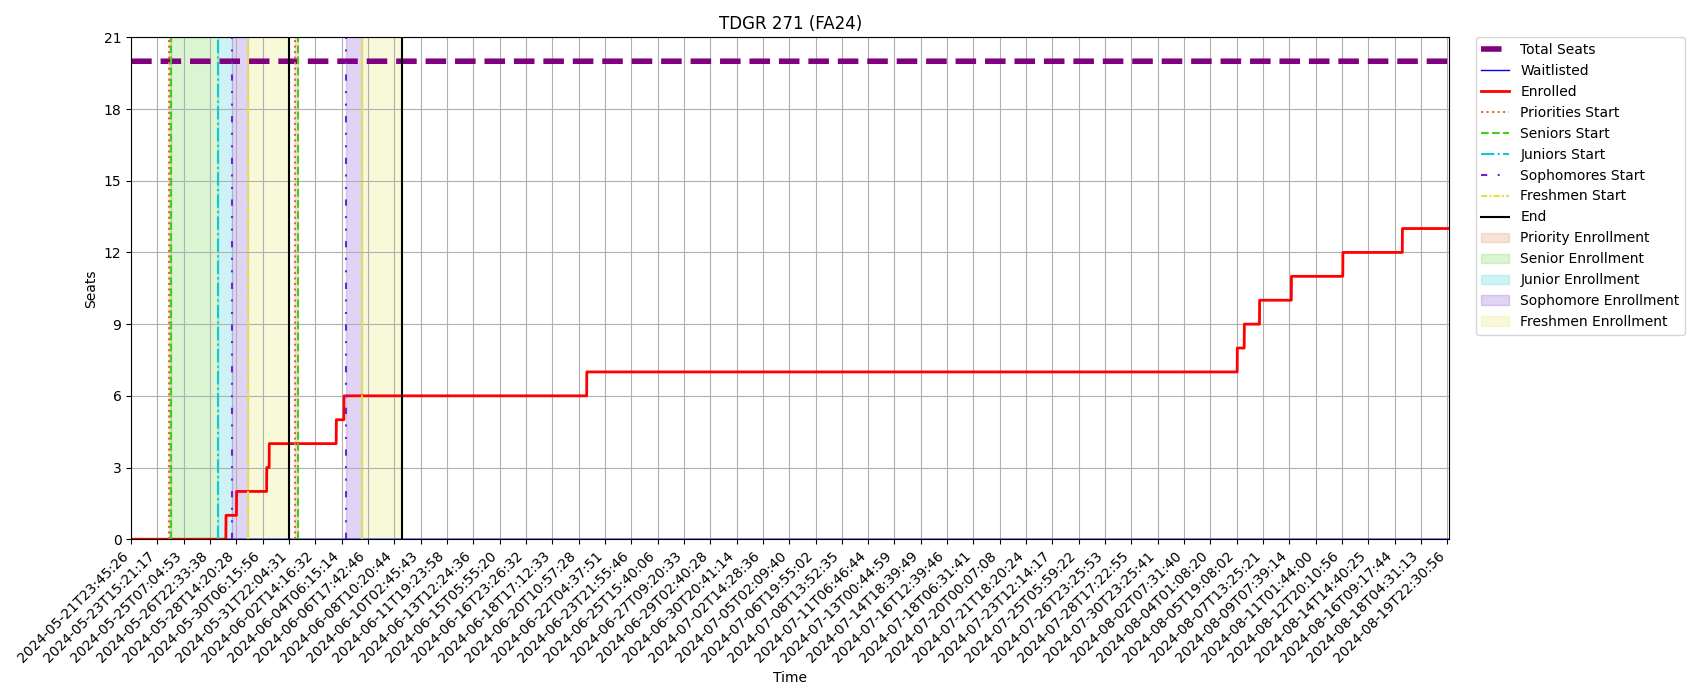 TDGR 271 (FA24)
21
18
15
12
9
6
3
0
Seats
2024-05-21T23:45:26
2024-05-23T15:21:17
2024-05-25T07:04:53
2024-05-26T22:33:38
2024-05-28T14:20:28
2024-05-30T06:15:56
2024-05-31T22:04:31
2024-06-02T14:16:32
2024-06-04T06:15:14
2024-06-06T17:42:46
2024-06-08T10:20:44
2024-06-10T02:45:43
2024-06-11T19:23:58
2024-06-13T12:24:36
2024-06-15T05:55:20
2024-06-16T23:26:32
2024-06-18T17:12:33
2024-06-20T10:57:28
2024-06-22T04:37:51
2024-06-23T21:55:46
2024-06-25T15:40:06
2024-06-27T09:20:33
2024-06-29T02:40:28
2024-06-30T20:41:14
2024-07-02T14:28:36
2024-07-05T02:09:40
2024-07-06T19:55:02
2024-07-08T13:52:35
2024-07-11T06:46:44
2024-07-13T00:44:59
2024-07-14T18:39:49
2024-07-16T12:39:46
2024-07-18T06:31:41
2024-07-20T00:07:08
2024-07-21T18:20:24
2024-07-23T12:14:17
2024-07-25T05:59:22
2024-07-26T23:25:53
2024-07-28T17:22:55
2024-07-30T23:25:41
2024-08-02T07:31:40
2024-08-04T01:08:20
2024-08-05T19:08:02
2024-08-07T13:25:21
2024-08-09T07:39:14
2024-08-11T01:44:00
2024-08-12T20:10:56
2024-08-14T14:40:25
2024-08-16T09:17:44
2024-08-18T04:31:13
2024-08-19T22:30:56
Time
Total Seats
Waitlisted
Enrolled
Priorities Start
Seniors Start
Juniors Start
Sophomores Start
Freshmen Start
End
Priority Enrollment
Senior Enrollment
Junior Enrollment
Sophomore Enrollment
Freshmen Enrollment